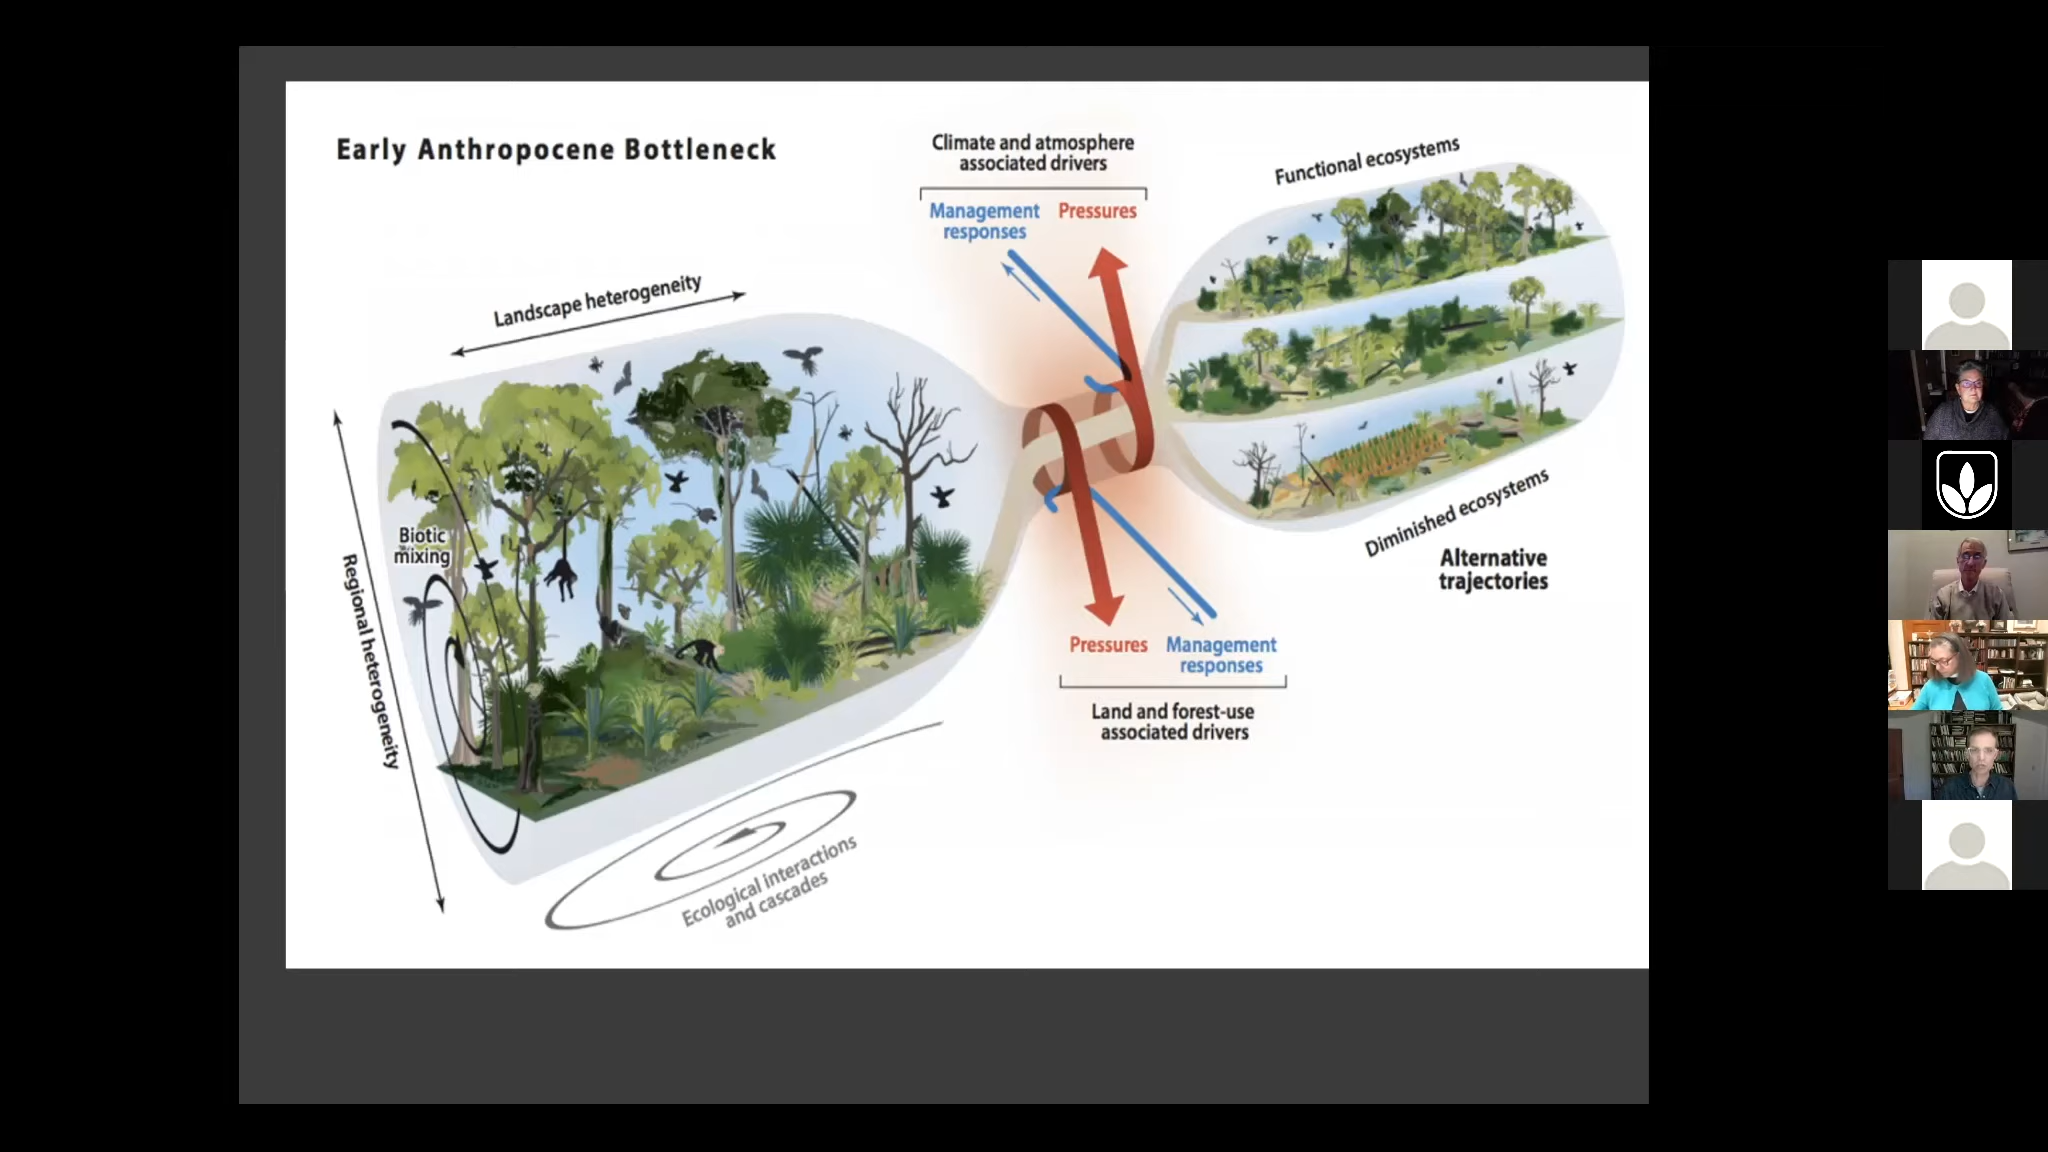 Early Anthropocene Bottleneck
Climate and atmosphere
associated drivers
Management
responses
Pressures
Functional ecosystems
Landscape heterogeneity
Biotic
mixing
Regional heterogeneity
Diminished ecosystems
Alternative
trajectories
Pressures
Management
responses
Land and forest-use
associated drivers
Ecological interactions
and cascades